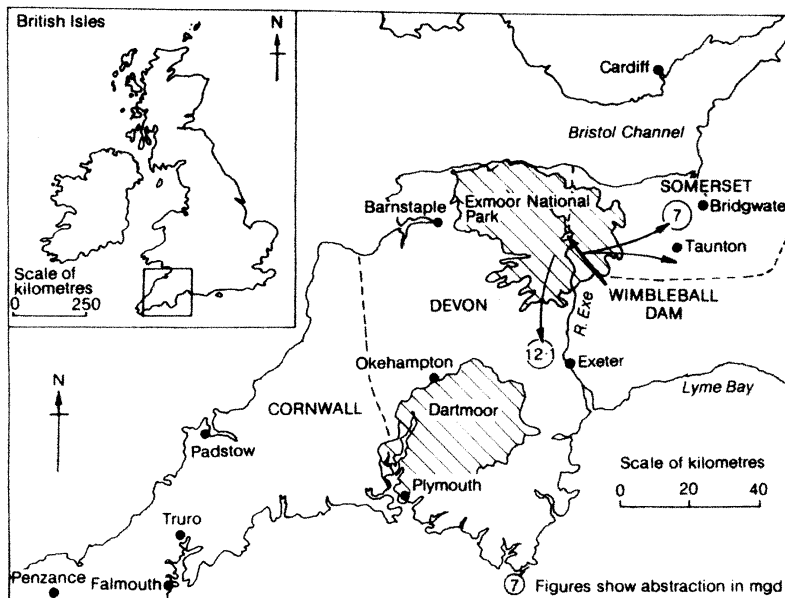 British Isles
N
Scale of
kilometres
0 250
Cardiff
Bristol Channel
SOMERSET
Barnstaple
Exmoor National
Park
7
Bridgwater
Taunton
DEVON
R. Exe
WIMBLEBALL
DAM
12·1
N
Okehampton
Exeter
Lyme Bay
CORNWALL
Dartmoor
Padstow
Plymouth
Scale of kilometres
0 20 40
Truro
Penzance
Falmouth
7 Figures show abstraction in mgd